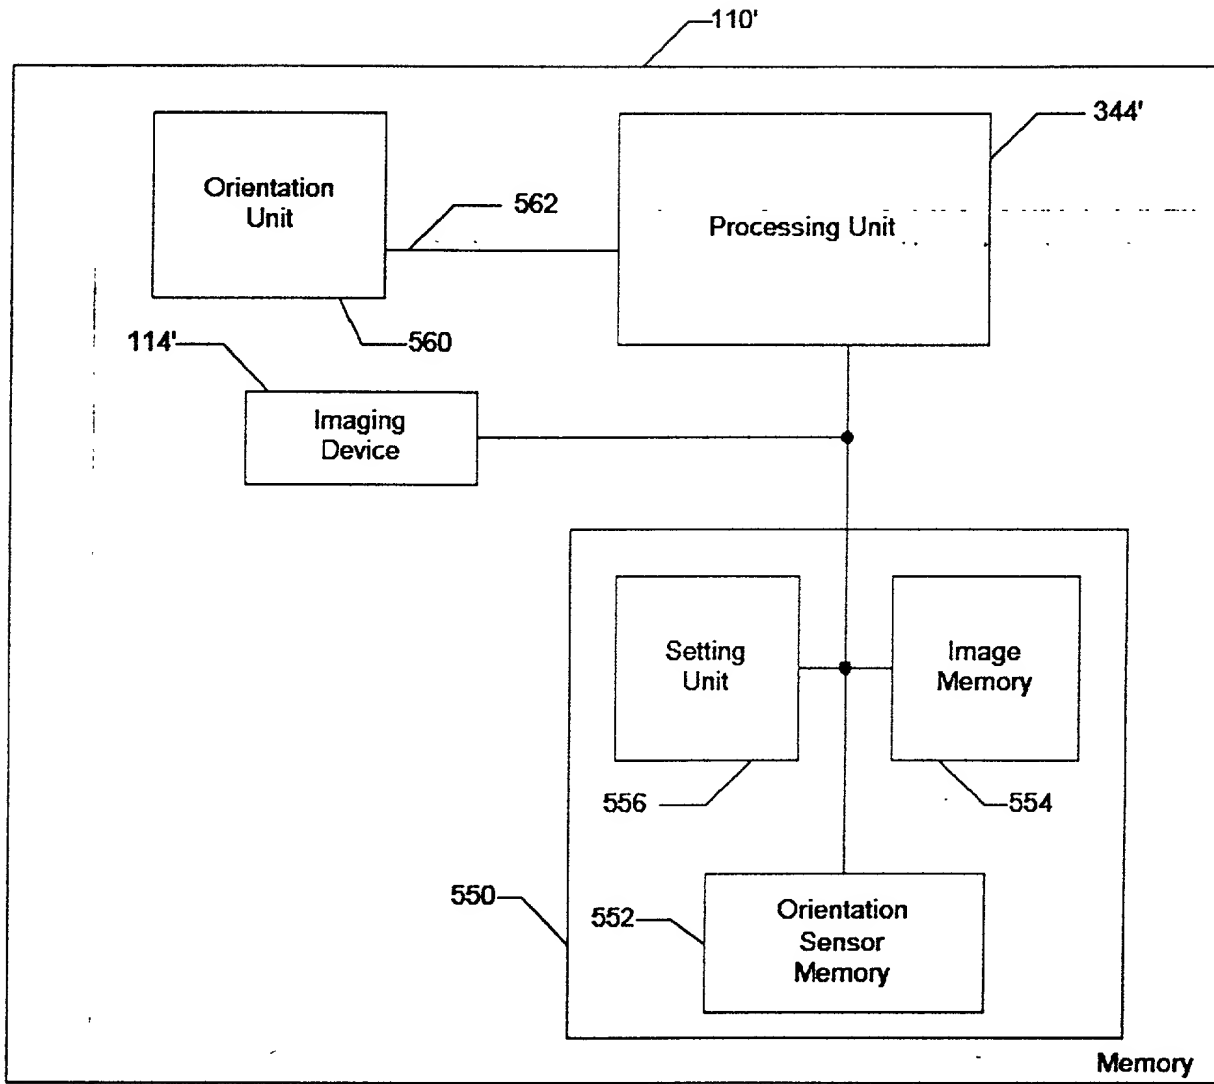 110'
344'
Orientation
Unit
562
Processing Unit
114'
560
Imaging
Device
Setting
Unit
Image
Memory
556
554
550
552
Orientation
Sensor
Memory
Memory